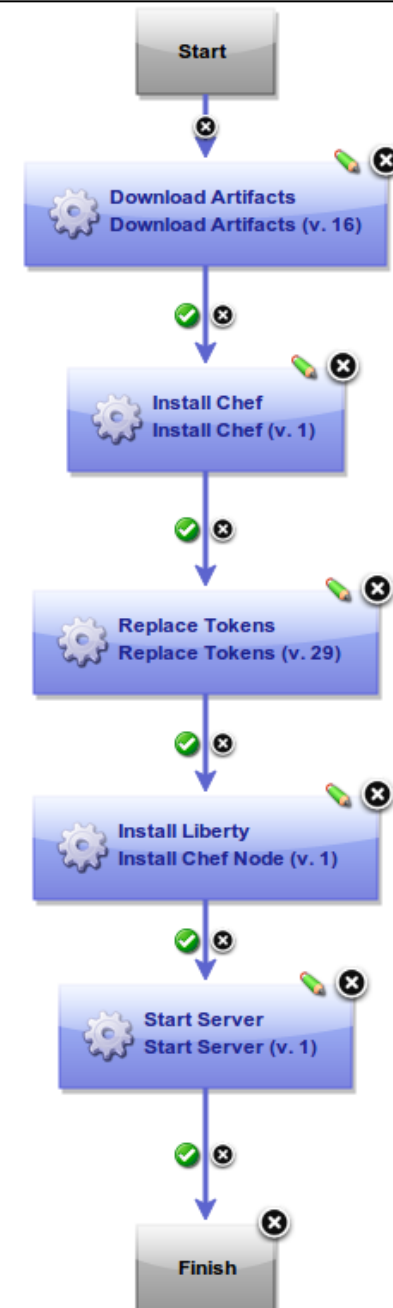 Start
Download Artifacts
Download Artifacts (v. 16)
Install Chef
Install Chef (v. 1)
Replace Tokens
Replace Tokens (v. 29)
Install Liberty
Install Chef Node (v. 1)
Start Server
Start Server (v. 1)
Finish